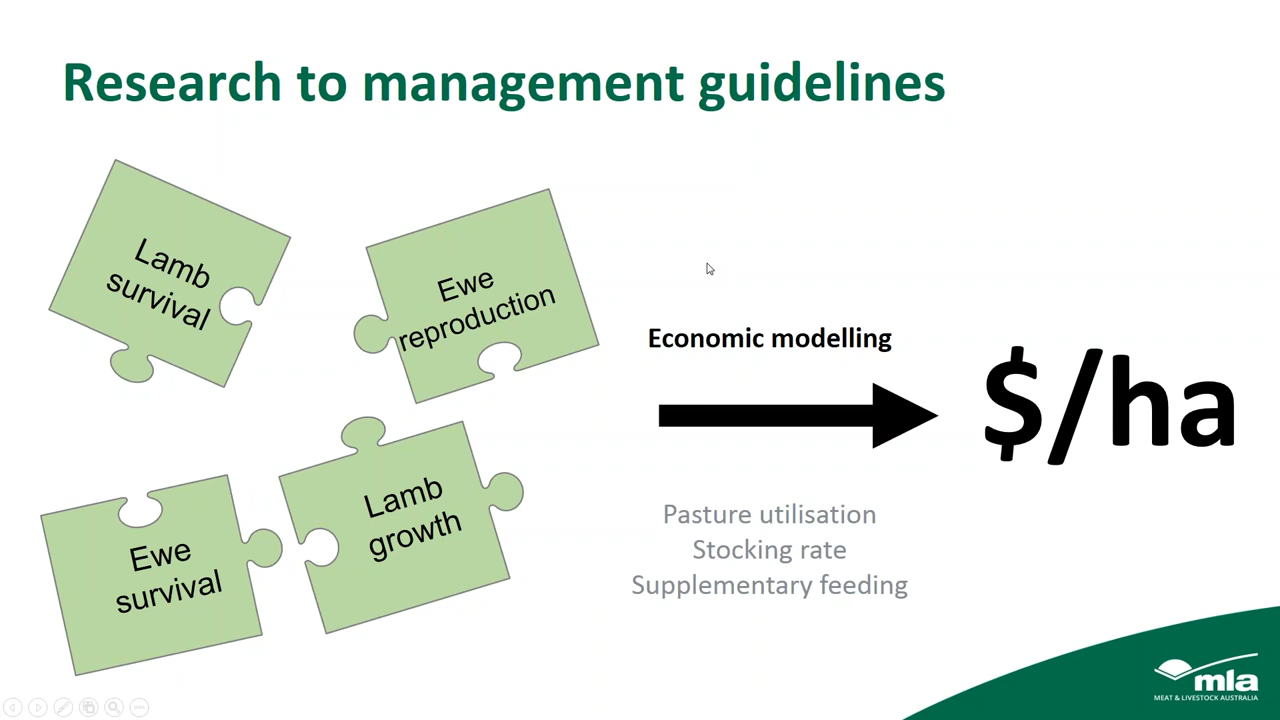 Research to management guidelines
Lamb
survival
Ewe
reproduction
Ewe
survival
Lamb
growth
Economic modelling
$/ha
Pasture utilisation
Stocking rate
Supplementary feeding
mla
MEAT & LIVESTOCK AUSTRALIA